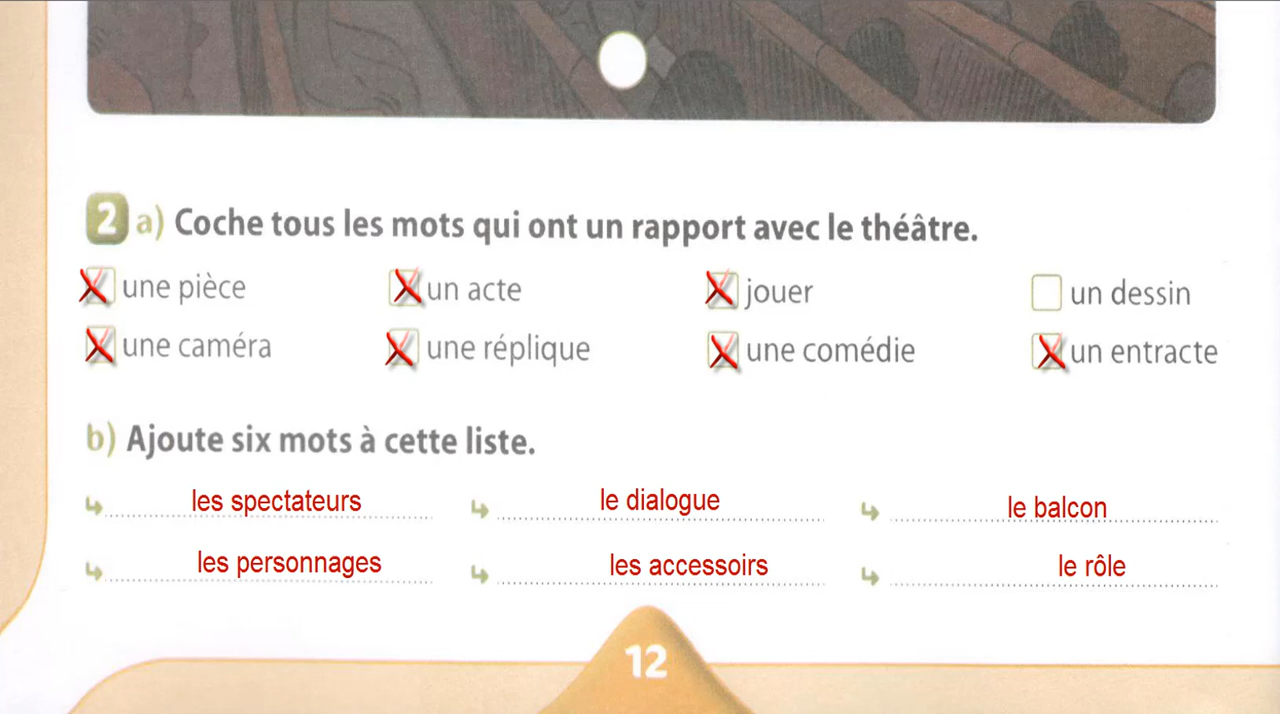 2 a) Coche tous les mots qui ont un rapport avec le théâtre.
une pièce un acte jouer un dessin
une caméra une réplique une comédie un entracte
b) Ajoute six mots à cette liste.
les spectateurs le dialogue le balcon
les personnages les accessoirs le rôle
12